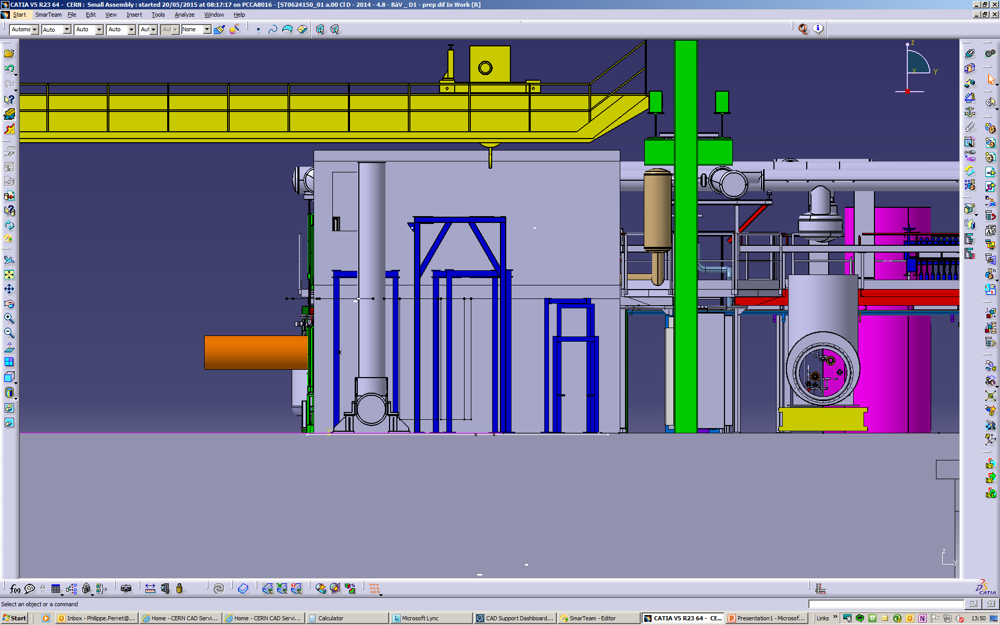 CATIA V5 R23 64 - CERN : Small Assembly : started 20/05/2015 at 08:17:17 on PCCA8016 - [ST0624150_01 a.00 Cl D - 2014 - 4.8 - BàV _ D1 - prep dif In Work (R]
Start SmarTeam File Edit View Insert Tools Analyze Window Help
Automa Auto Auto Auto Aut Aut None
z
x y
z
y
f(x)
CATIA
Select an object or a command
Start Inbox - Philippe.Perret@... Home - CERN CAD Servi... Home - CERN CAD Servi... Calculator Microsoft Lync CAD Support Dashboard... SmarTeam - Editor CATIA V5 R23 64 - CE... Presentation1 - Microsof... Links » 13:50